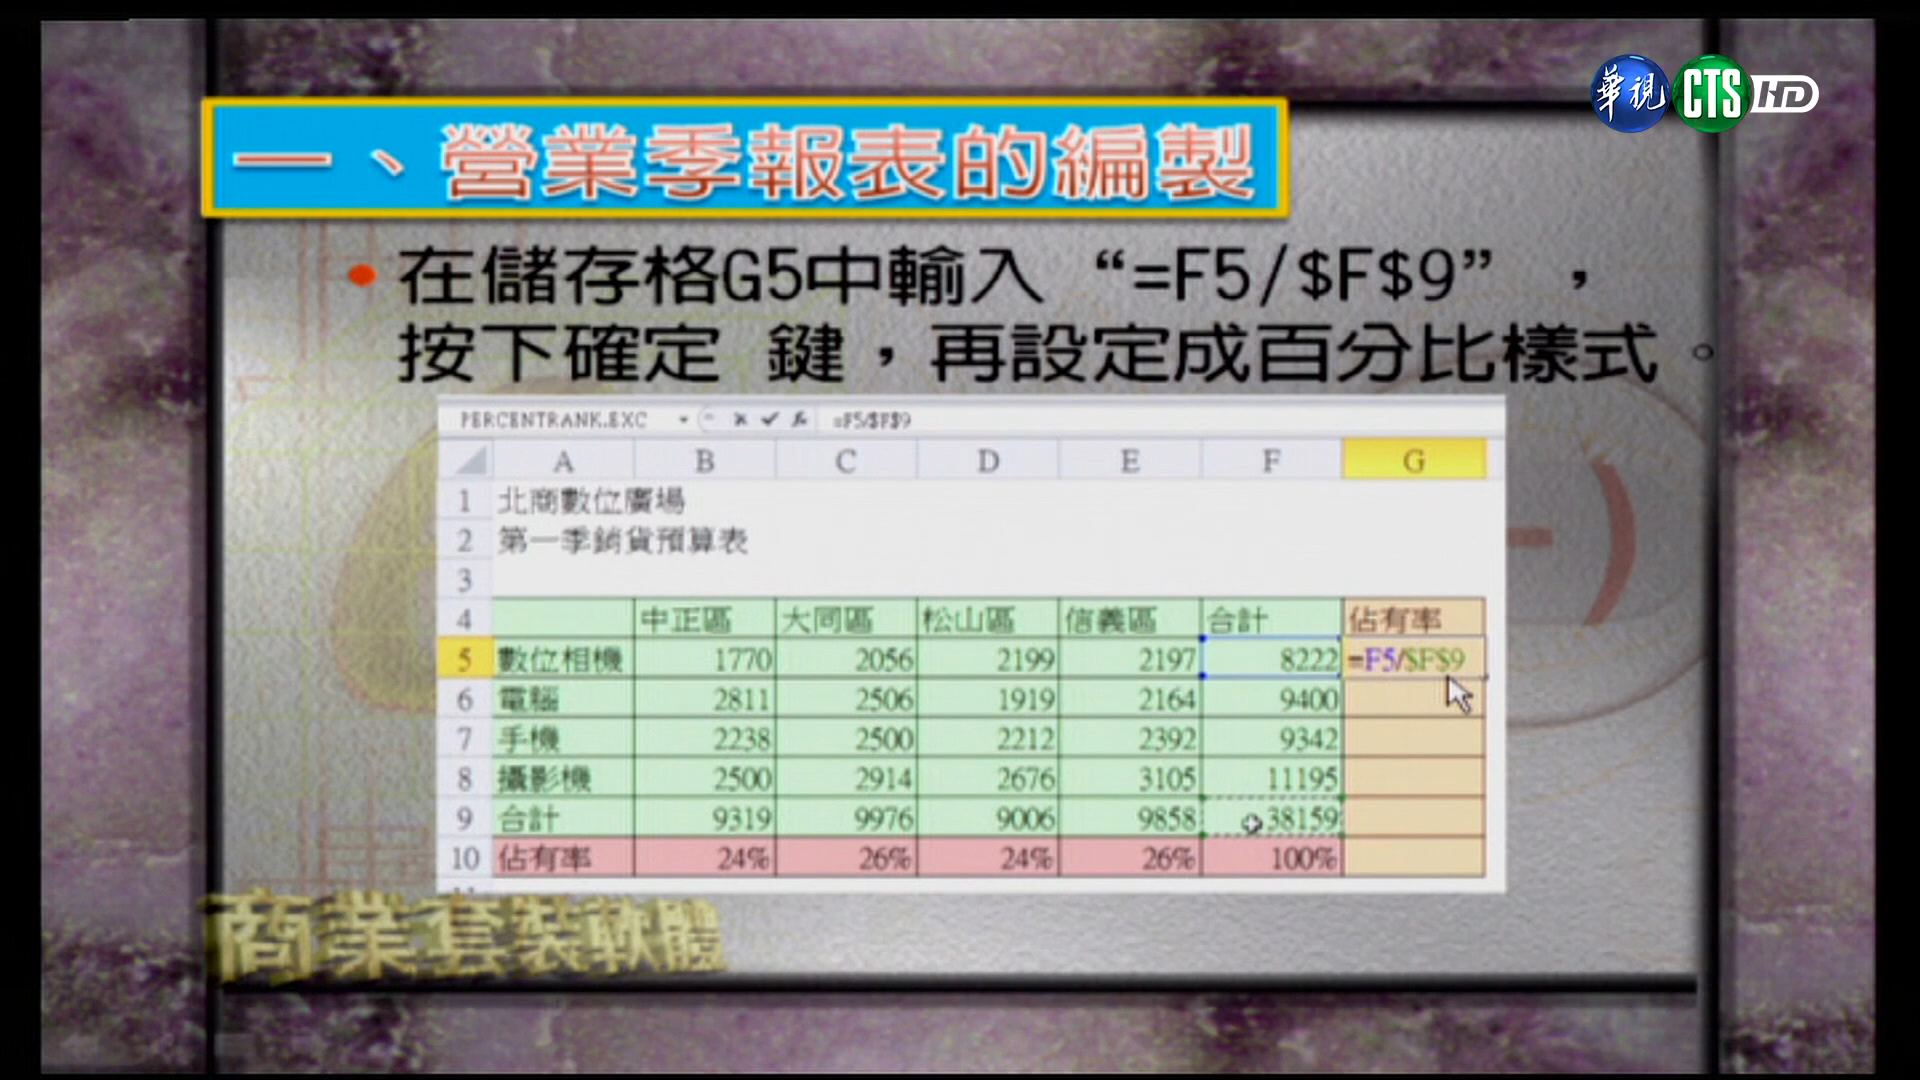 華視 CTS HD
一、營業季報表的編製
•在儲存格G5中輸入 “=F5/$F$9” ，
按下確定 鍵，再設定成百分比樣式。
PERCENTRANK.EXC =F5/$F$9
A B C D E F G
1 北商數位廣場
2 第一季銷貨預算表
3
4 中正區 大同區 松山區 信義區 合計 佔有率
5 數位相機 1770 2056 2199 2197 8222 =F5/$F$9
6 電腦 2811 2506 1919 2164 9400
7 手機 2238 2500 2212 2392 9342
8 攝影機 2500 2914 2676 3105 11195
9 合計 9319 9976 9006 9858 38159
10 佔有率 24% 26% 24% 26% 100%
商業套裝軟體